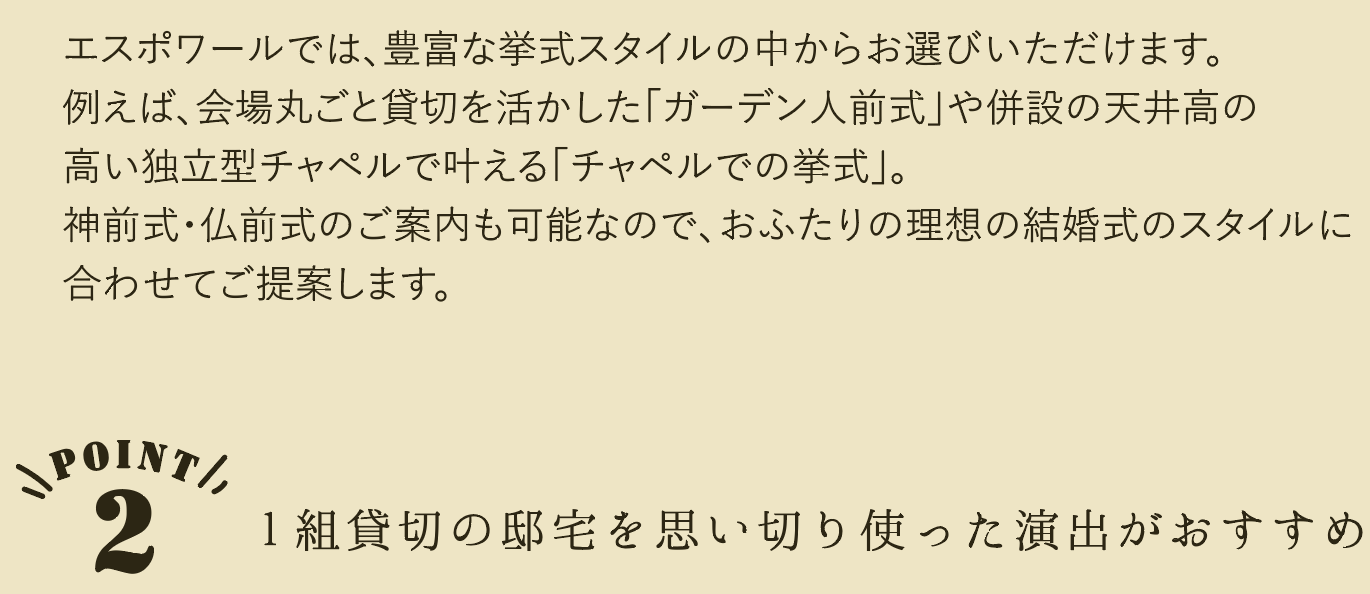 エスポワールでは、豊富な挙式スタイルの中からお選びいただけます。
例えば、会場丸ごと貸切を活かした「ガーデン人前式」や併設の天井高の
高い独立型チャペルで叶える「チャペルでの挙式」。
神前式・仏前式のご案内も可能なので、おふたりの理想の結婚式のスタイルに
合わせてご提案します。
POINT
2
1組貸切の邸宅を思い切り使った演出がおすすめ